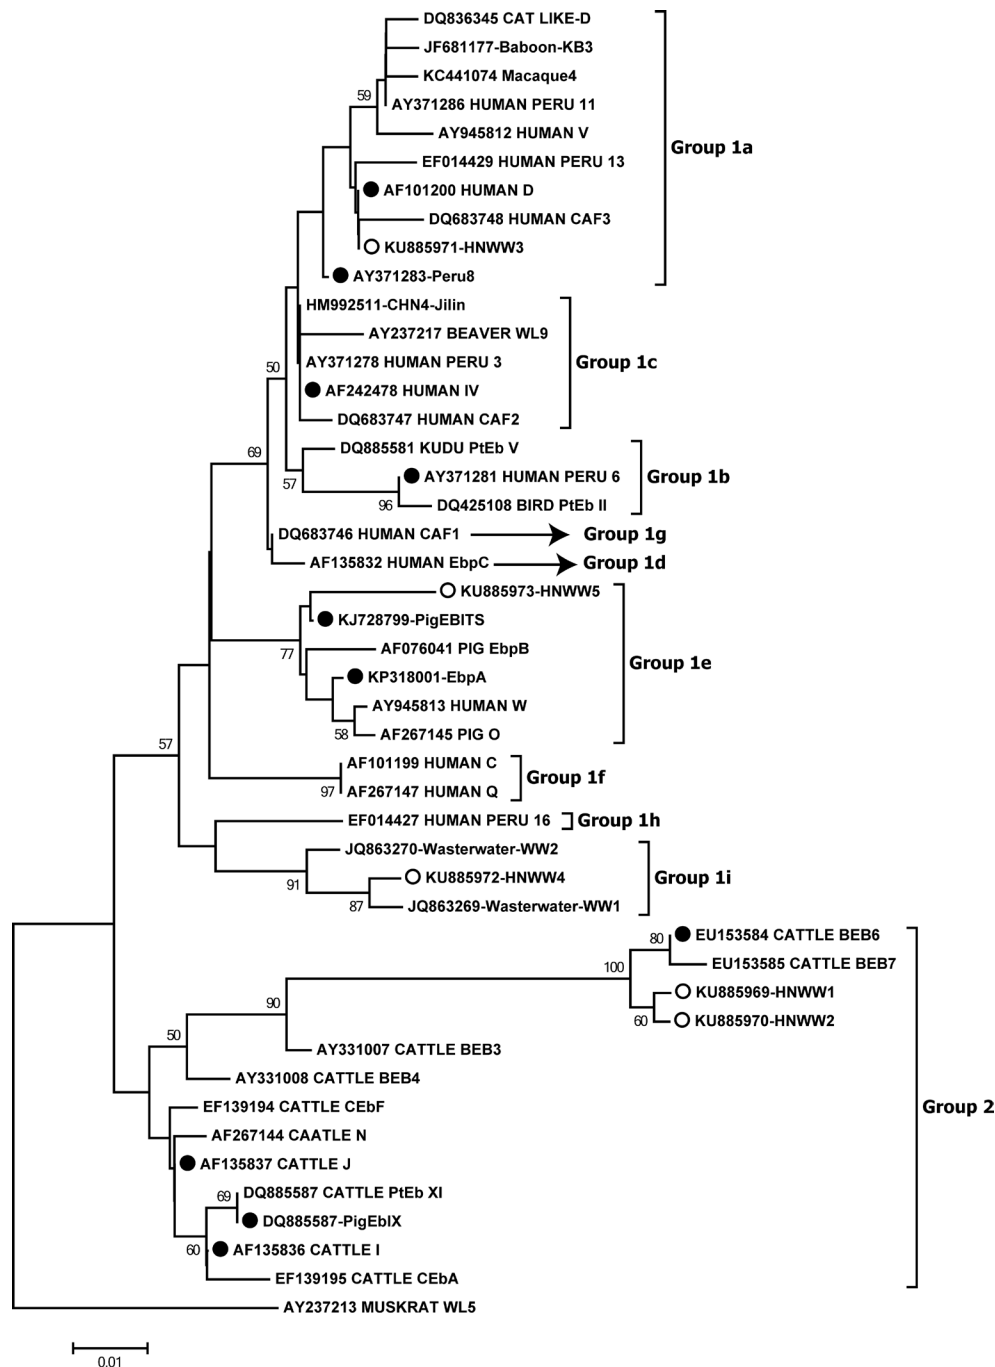 DQ836345 CAT LIKE-D
JF681177-Baboon-KB3
KC441074 Macaque4
59
AY371286 HUMAN PERU 11
AY945812 HUMAN V
Group 1a
EF014429 HUMAN PERU 13
AF101200 HUMAN D
DQ683748 HUMAN CAF3
KU885971-HNWW3
AY371283-Peru8
HM992511-CHN4-Jilin
AY237217 BEAVER WL9
AY371278 HUMAN PERU 3
Group 1c
50
AF242478 HUMAN IV
DQ683747 HUMAN CAF2
DQ885581 KUDU PtEb V
69
AY371281 HUMAN PERU 6
Group 1b
57
DQ425108 BIRD PtEb II
96
DQ683746 HUMAN CAF1
Group 1g
AF135832 HUMAN EbpC
Group 1d
KU885973-HNWW5
KJ728799-PigEBITS
AF076041 PIG EbpB
77
Group 1e
KP318001-EbpA
AY945813 HUMAN W
AF267145 PIG O
58
57
AF101199 HUMAN C
Group 1f
AF267147 HUMAN Q
97
EF014427 HUMAN PERU 16
Group 1h
JQ863270-Wasterwater-WW2
KU885972-HNWW4
Group 1i
91
JQ863269-Wasterwater-WW1
87
EU153584 CATTLE BEB6
80
EU153585 CATTLE BEB7
100
KU885969-HNWW1
KU885970-HNWW2
60
90
50
AY331007 CATTLE BEB3
AY331008 CATTLE BEB4
EF139194 CATTLE CEbF
Group 2
AF267144 CAATLE N
AF135837 CATTLE J
DQ885587 CATTLE PtEb XI
69
DQ885587-PigEbIX
AF135836 CATTLE I
60
EF139195 CATTLE CEbA
AY237213 MUSKRAT WL5
0.01